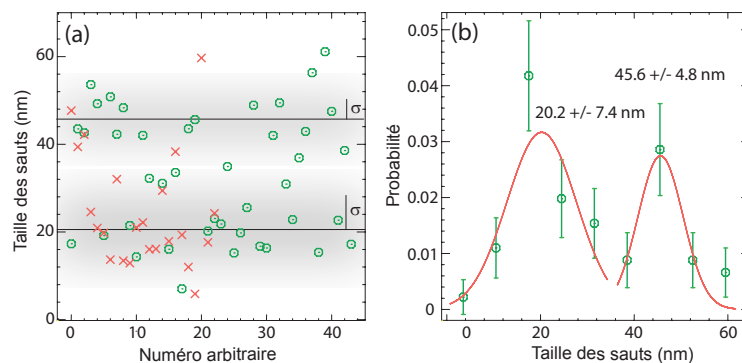 (a)
Taille des sauts (nm)
60
40
20
0
σ
σ
0
10
20
30
40
Numéro arbitraire
(b)
Probabilité
0.05
0.04
0.03
0.02
0.01
0
45.6 +/- 4.8 nm
20.2 +/- 7.4 nm
0
20
40
60
Taille des sauts (nm)